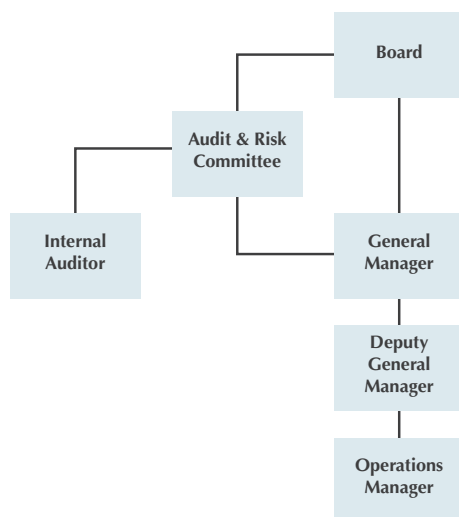 Board
Audit & Risk
Committee
Internal
Auditor
General
Manager
Deputy
General
Manager
Operations
Manager